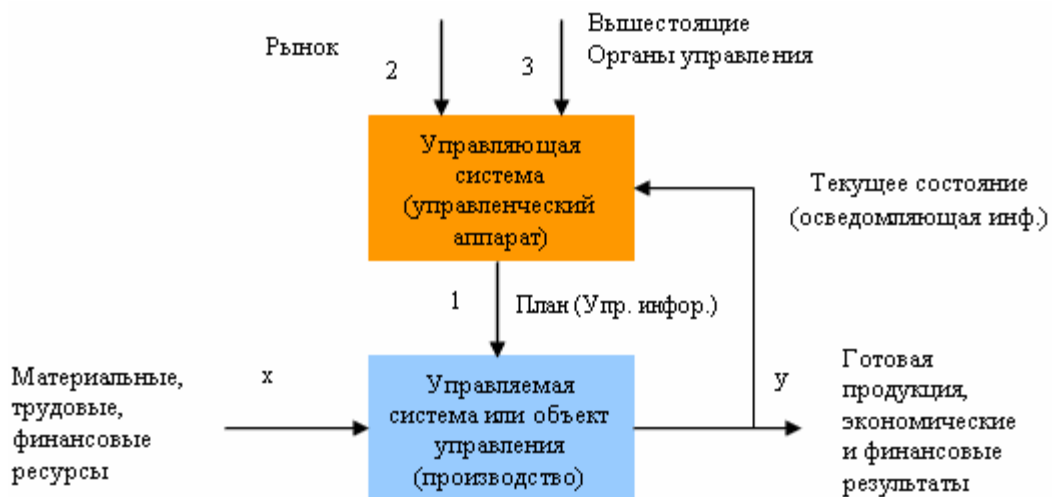 Рынок
2
3
Вышестоящие
Органы управления
Управляющая
система
(управленческий
аппарат)
Текущее состояние
(осведомляющая инф.)
1
План (Упр. инфор.)
Материальные,
трудовые,
финансовые
ресурсы
x
Управляемая
система или объект
управления
(производство)
y
Готовая
продукция,
экономические
и финансовые
результаты